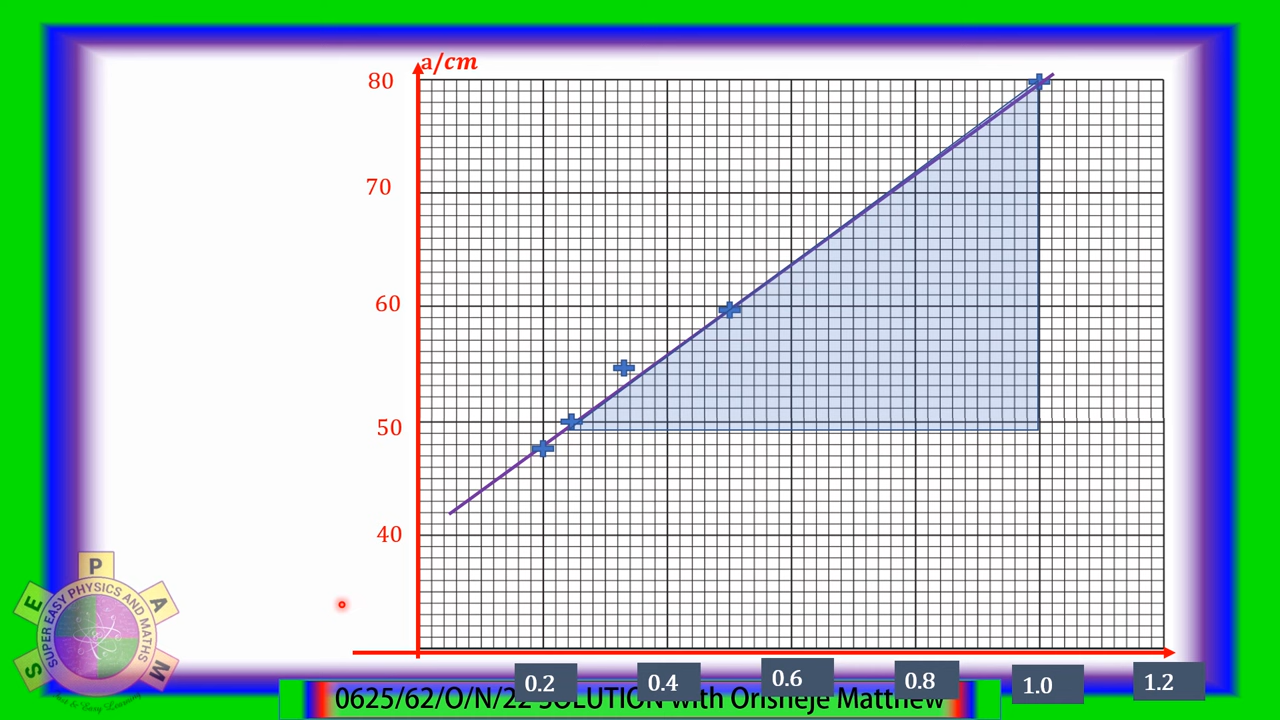 a/cm
80
70
60
50
40
0.2
0.4
0.6
0.8
1.0
1.2
S E P A M
SUPER EASY PHYSICS AND MATHS
0625/62/O/N/22 SOLUTION with Orisheje Matthew